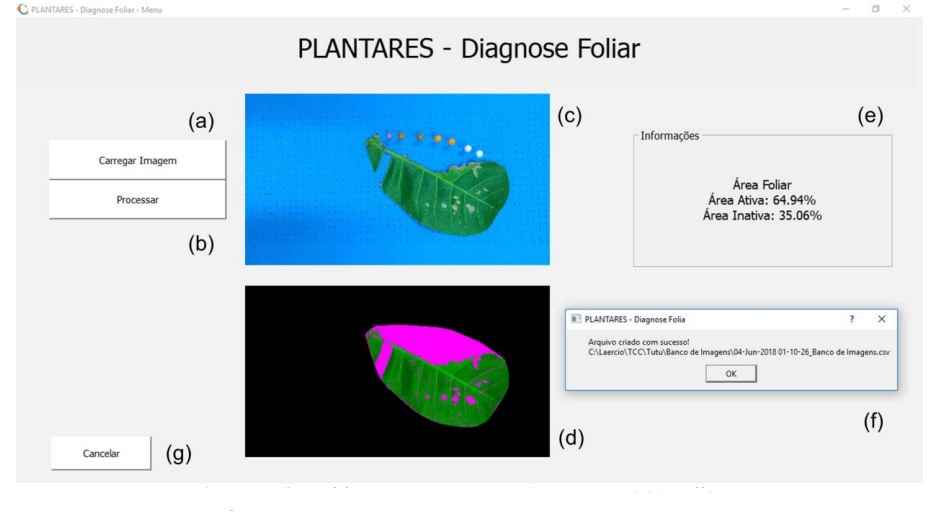 PLANTARES - Diagnose Foliar - Menu
PLANTARES - Diagnose Foliar
(a)
Carregar Imagem
Processar
(b)
(c)
(e)
Informações
Área Foliar
Área Ativa: 64.94%
Área Inativa: 35.06%
PLANTARES - Diagnose Folia
?
Arquivo criado com sucesso!
C:\Laercio\TCC\Tutu\Banco de Imagens\04-Jun-2018 01-10-26_Banco de Imagens.csv
OK
(f)
(d)
Cancelar
(g)